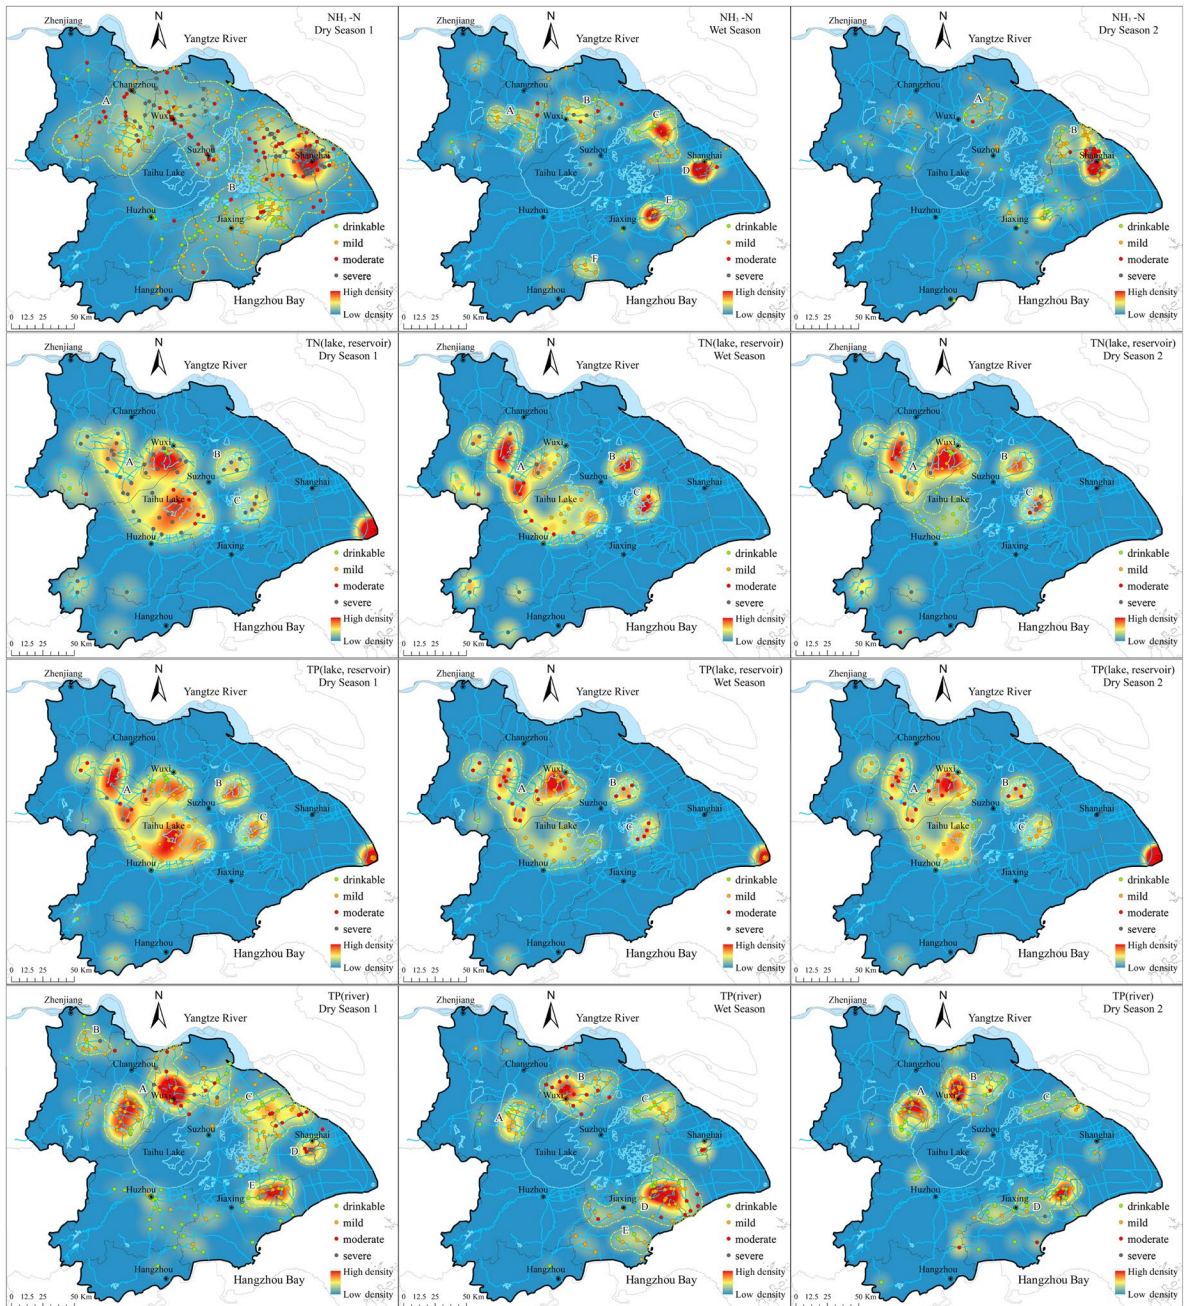 Zhenjiang
N
NH₃ -N
Dry Season 1
Yangtze River
Changzhou
A
Wuxi
Suzhou
Shanghai
Taihu Lake
B
Huzhou
Jiaxing
drinkable
mild
moderate
severe
High density
Low density
Hangzhou
Hangzhou Bay
0 12.5 25 50 Km
Zhenjiang
N
NH₃ -N
Wet Season
Yangtze River
Changzhou
A
B
C
Wuxi
Suzhou
Shanghai
Taihu Lake
D
E
Huzhou
Jiaxing
F
drinkable
mild
moderate
severe
High density
Low density
Hangzhou
Hangzhou Bay
0 12.5 25 50 Km
Zhenjiang
N
NH₃ -N
Dry Season 2
Yangtze River
Changzhou
A
Wuxi
B
Suzhou
Shanghai
Taihu Lake
Huzhou
Jiaxing
drinkable
mild
moderate
severe
High density
Low density
Hangzhou
Hangzhou Bay
0 12.5 25 50 Km
Zhenjiang
N
TN(lake, reservoir)
Dry Season 1
Yangtze River
Changzhou
Wuxi
A
B
Suzhou
Shanghai
Taihu Lake
C
Huzhou
Jiaxing
drinkable
mild
moderate
severe
High density
Low density
Hangzhou
Hangzhou Bay
0 12.5 25 50 Km
Zhenjiang
N
TN(lake, reservoir)
Wet Season
Yangtze River
Changzhou
Wuxi
A
B
Suzhou
Shanghai
Taihu Lake
C
Huzhou
Jiaxing
drinkable
mild
moderate
severe
High density
Low density
Hangzhou
Hangzhou Bay
0 12.5 25 50 Km
Zhenjiang
N
TN(lake, reservoir)
Dry Season 2
Yangtze River
Changzhou
Wuxi
A
B
Suzhou
Shanghai
Taihu Lake
C
Huzhou
Jiaxing
drinkable
mild
moderate
severe
High density
Low density
Hangzhou
Hangzhou Bay
0 12.5 25 50 Km
Zhenjiang
N
TP(lake, reservoir)
Dry Season 1
Yangtze River
Changzhou
Wuxi
A
B
Suzhou
Shanghai
Taihu Lake
C
Huzhou
Jiaxing
drinkable
mild
moderate
severe
High density
Low density
Hangzhou
Hangzhou Bay
0 12.5 25 50 Km
Zhenjiang
N
TP(lake, reservoir)
Wet Season
Yangtze River
Changzhou
Wuxi
A
B
Suzhou
Shanghai
Taihu Lake
C
Huzhou
Jiaxing
drinkable
mild
moderate
severe
High density
Low density
Hangzhou
Hangzhou Bay
0 12.5 25 50 Km
Zhenjiang
N
TP(lake, reservoir)
Dry Season 2
Yangtze River
Changzhou
Wuxi
A
B
Suzhou
Shanghai
Taihu Lake
C
Huzhou
Jiaxing
drinkable
mild
moderate
severe
High density
Low density
Hangzhou
Hangzhou Bay
0 12.5 25 50 Km
Zhenjiang
N
TP(river)
Dry Season 1
Yangtze River
B
Changzhou
A
Wuxi
C
Suzhou
Shanghai
Taihu Lake
D
E
Huzhou
Jiaxing
drinkable
mild
moderate
severe
High density
Low density
Hangzhou
Hangzhou Bay
0 12.5 25 50 Km
Zhenjiang
N
TP(river)
Wet Season
Yangtze River
Changzhou
B
Wuxi
C
A
Suzhou
Shanghai
Taihu Lake
Huzhou
Jiaxing
D
E
drinkable
mild
moderate
severe
High density
Low density
Hangzhou
Hangzhou Bay
0 12.5 25 50 Km
Zhenjiang
N
TP(river)
Dry Season 2
Yangtze River
Changzhou
B
A
Wuxi
C
Suzhou
Shanghai
Taihu Lake
Huzhou
Jiaxing
D
drinkable
mild
moderate
severe
High density
Low density
Hangzhou
Hangzhou Bay
0 12.5 25 50 Km